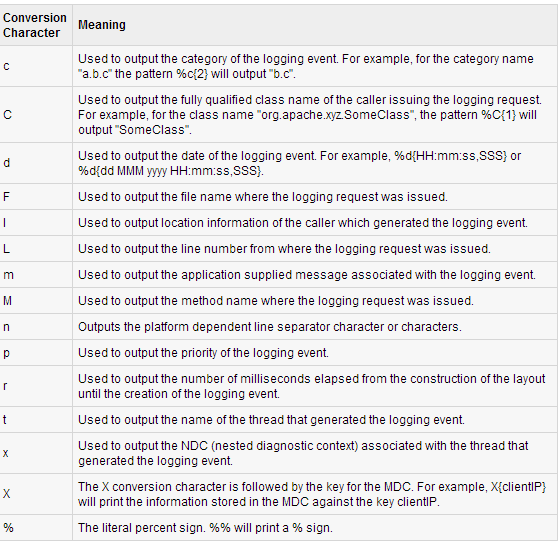 Conversion
Character
Meaning
c
Used to output the category of the logging event. For example, for the category name
"a.b.c" the pattern %c{2} will output "b.c".
C
Used to output the fully qualified class name of the caller issuing the logging request.
For example, for the class name "org.apache.xyz.SomeClass", the pattern %C{1} will
output "SomeClass".
d
Used to output the date of the logging event. For example, %d{HH:mm:ss,SSS} or
%d{dd MMM yyyy HH:mm:ss,SSS}.
F
Used to output the file name where the logging request was issued.
l
Used to output location information of the caller which generated the logging event.
L
Used to output the line number from where the logging request was issued.
m
Used to output the application supplied message associated with the logging event.
M
Used to output the method name where the logging request was issued.
n
Outputs the platform dependent line separator character or characters.
p
Used to output the priority of the logging event.
r
Used to output the number of milliseconds elapsed from the construction of the layout
until the creation of the logging event.
t
Used to output the name of the thread that generated the logging event.
x
Used to output the NDC (nested diagnostic context) associated with the thread that
generated the logging event.
X
The X conversion character is followed by the key for the MDC. For example, X{clientIP}
will print the information stored in the MDC against the key clientIP.
%
The literal percent sign. %% will print a % sign.